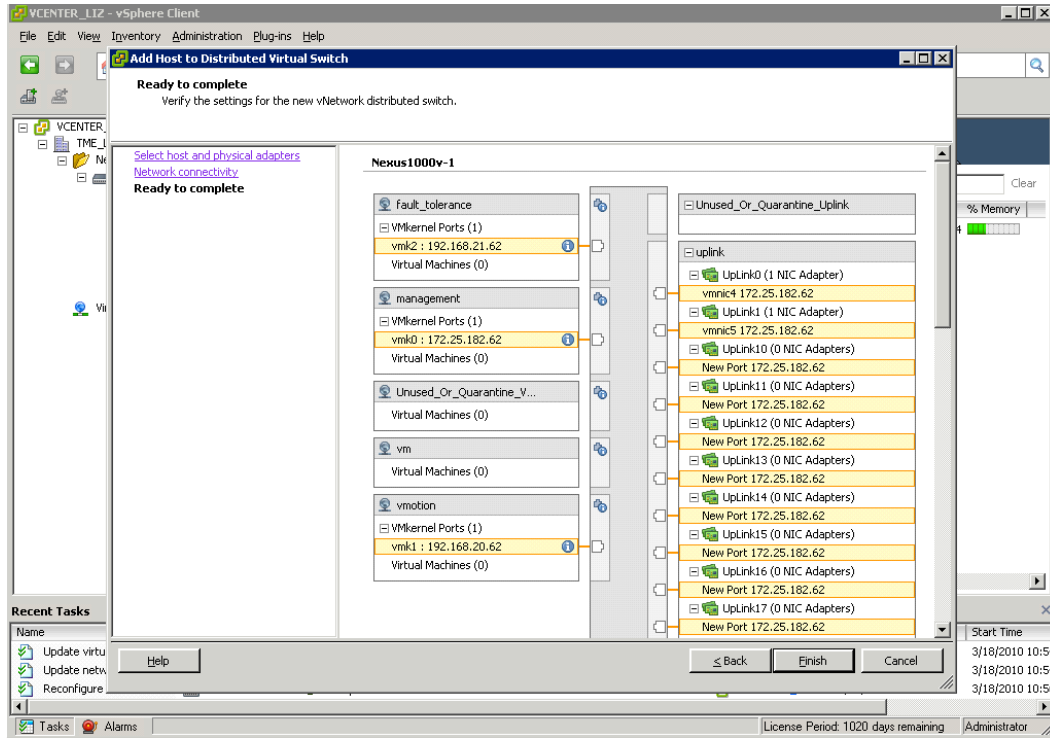 VCENTER_LIZ - vSphere Client
File Edit View Inventory Administration Plug-ins Help
Add Host to Distributed Virtual Switch
Ready to complete
Verify the settings for the new vNetwork distributed switch.
VCENTER_
Select host and physical adapters
Network connectivity
Ready to complete
Nexus1000v-1
fault_tolerance
VMkernel Ports (1)
vmk2 : 192.168.21.62
Virtual Machines (0)
management
VMkernel Ports (1)
vmk0 : 172.25.182.62
Virtual Machines (0)
Unused_Or_Quarantine_V...
Virtual Machines (0)
vm
Virtual Machines (0)
vmotion
VMkernel Ports (1)
vmk1 : 192.168.20.62
Virtual Machines (0)
Unused_Or_Quarantine_Uplink
uplink
UpLink0 (1 NIC Adapter)
vmnic4 172.25.182.62
UpLink1 (1 NIC Adapter)
vmnic5 172.25.182.62
UpLink10 (0 NIC Adapters)
New Port 172.25.182.62
UpLink11 (0 NIC Adapters)
New Port 172.25.182.62
UpLink12 (0 NIC Adapters)
New Port 172.25.182.62
UpLink13 (0 NIC Adapters)
New Port 172.25.182.62
UpLink14 (0 NIC Adapters)
New Port 172.25.182.62
UpLink15 (0 NIC Adapters)
New Port 172.25.182.62
UpLink16 (0 NIC Adapters)
New Port 172.25.182.62
UpLink17 (0 NIC Adapters)
New Port 172.25.182.62
Clear
% Memory
Help
< Back Finish Cancel
Recent Tasks
Name
Start Time
Update virtu
3/18/2010 10:5
Update netw
3/18/2010 10:5
Reconfigure
3/18/2010 10:5
Tasks Alarms
License Period: 1020 days remaining
Administrator